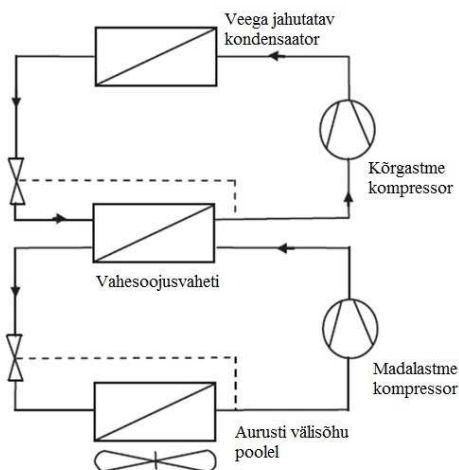 Veega jahutatav
kondensaator
Kõrgastme
kompressor
Vahesoojusvaheti
Madalastme
kompressor
Aurusti välisõhu
poolel